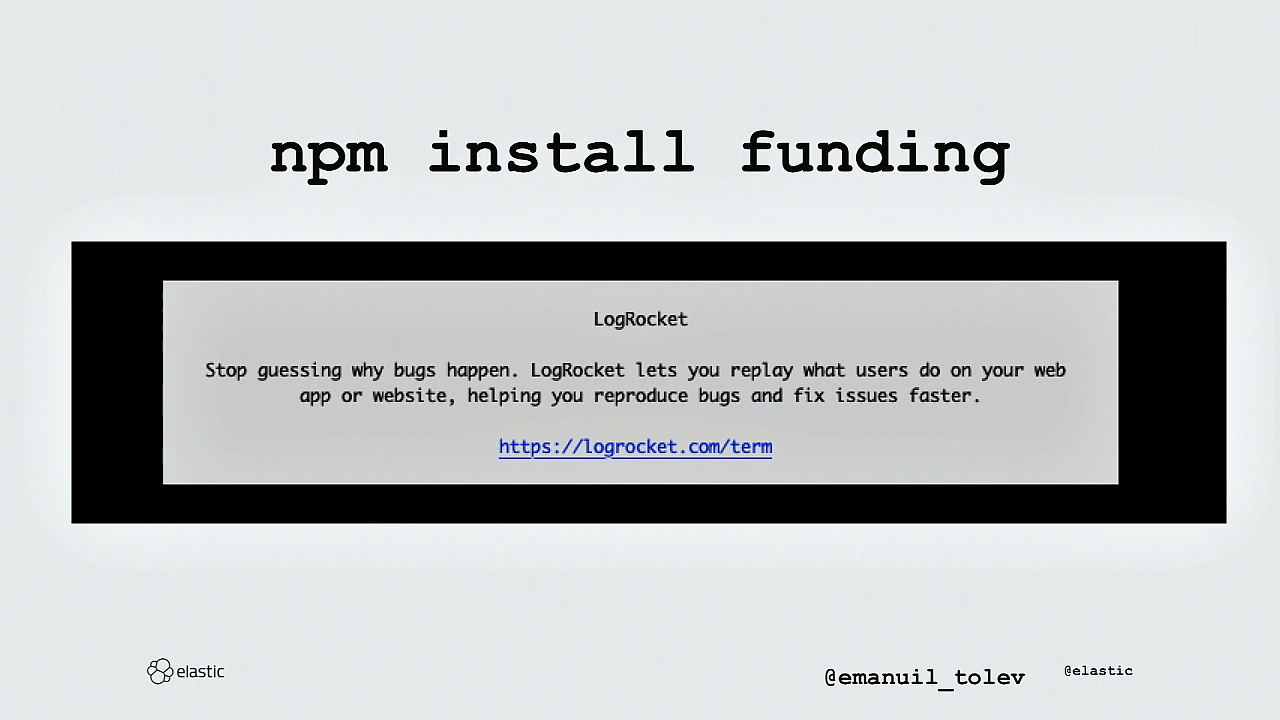 npm install funding
LogRocket
Stop guessing why bugs happen. LogRocket lets you replay what users do on your web
app or website, helping you reproduce bugs and fix issues faster.
https://logrocket.com/term
elastic
@emanuil_tolev
@elastic